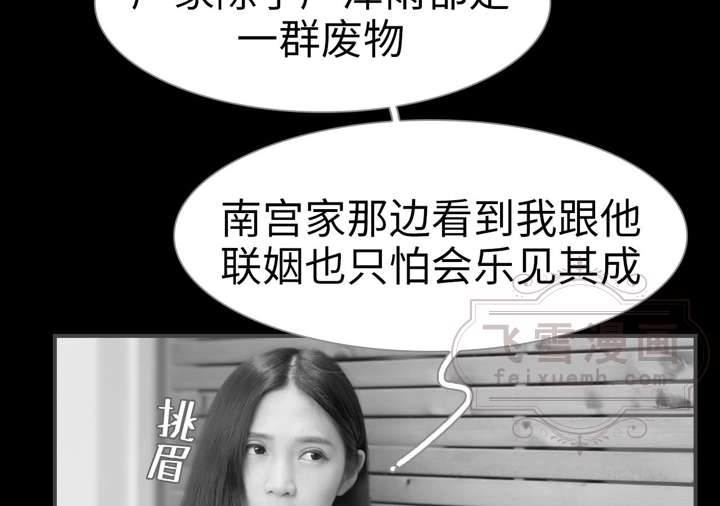 一群废物
南宫家那边看到我跟他
联姻也只怕会乐见其成
飞雪漫画
feixuemh.com
挑眉